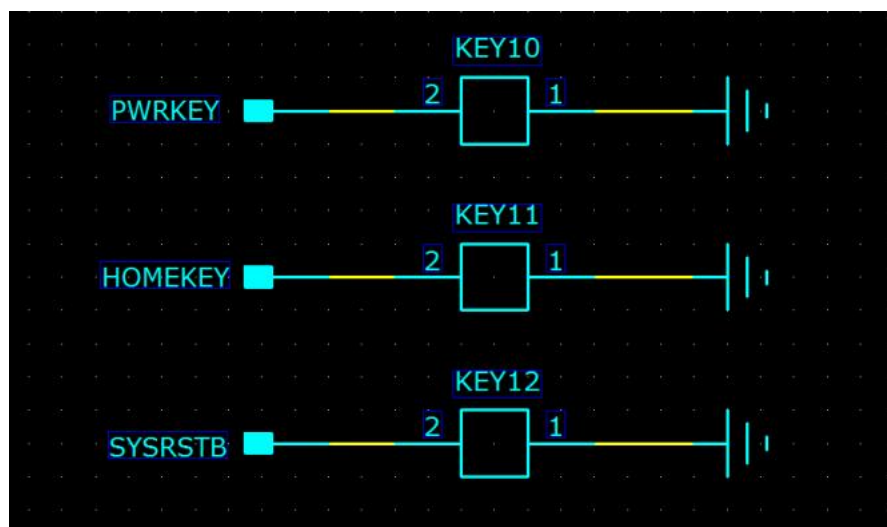 KEY10
PWRKEY 2 1
KEY11
HOMEKEY 2 1
KEY12
SYSRSTB 2 1